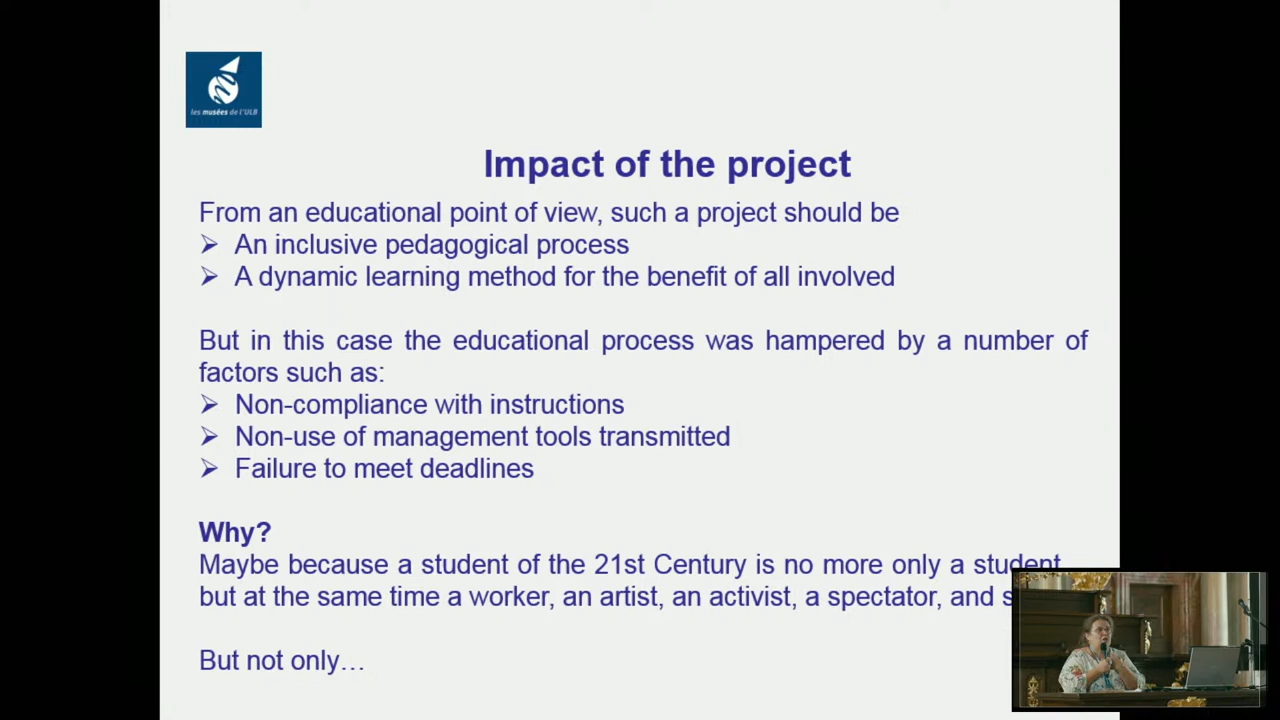 les musées de l'ULB
Impact of the project
From an educational point of view, such a project should be
➢ An inclusive pedagogical process
➢ A dynamic learning method for the benefit of all involved
But in this case the educational process was hampered by a number of
factors such as:
➢ Non-compliance with instructions
➢ Non-use of management tools transmitted
➢ Failure to meet deadlines
Why?
Maybe because a student of the 21st Century is no more only a student
but at the same time a worker, an artist, an activist, a spectator, and
But not only…